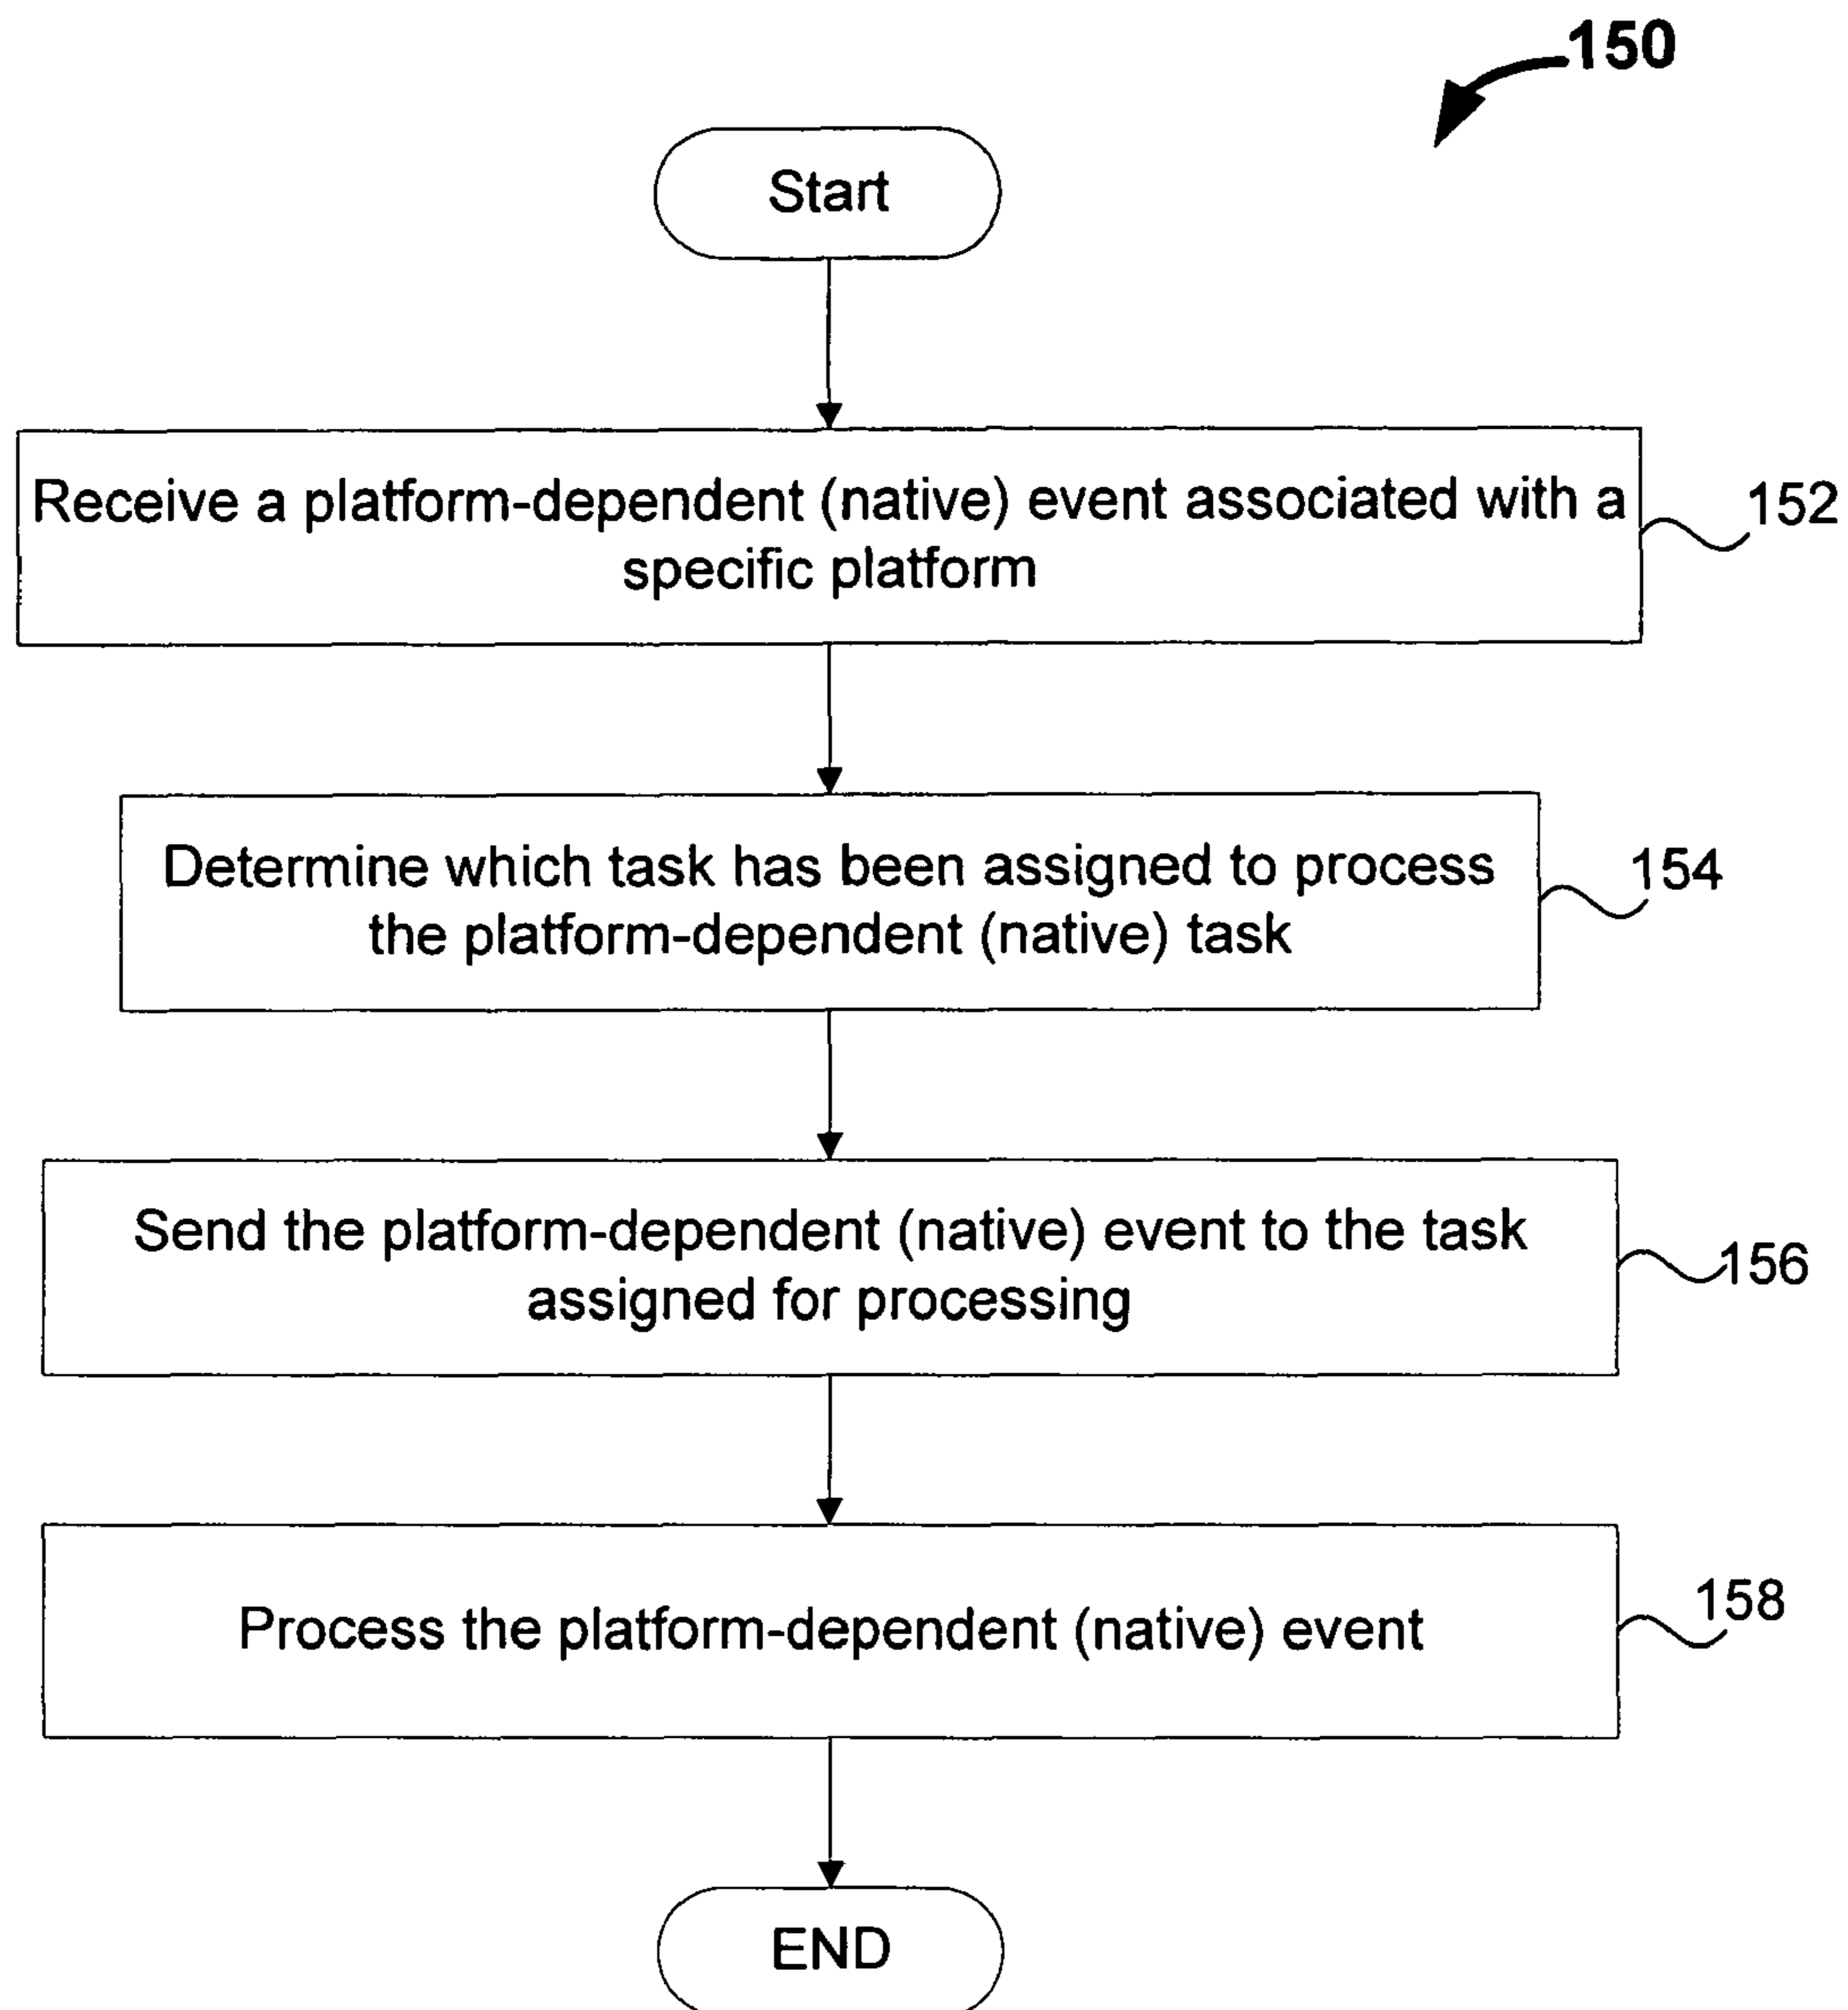 150
Start
Receive a platform-dependent (native) event associated with a
specific platform
152
Determine which task has been assigned to process
the platform-dependent (native) task
154
Send the platform-dependent (native) event to the task
assigned for processing
156
Process the platform-dependent (native) event
158
END